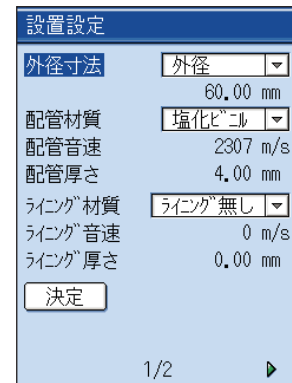 設置設定
外径寸法 外径
60.00 mm
配管材質 塩化ﾋﾞﾆﾙ
配管音速 2307 m/s
配管厚さ 4.00 mm
ﾗｲﾆﾝｸﾞ材質 ﾗｲﾆﾝｸﾞ無し
ﾗｲﾆﾝｸﾞ音速 0 m/s
ﾗｲﾆﾝｸﾞ厚さ 0.00 mm
決定
1/2